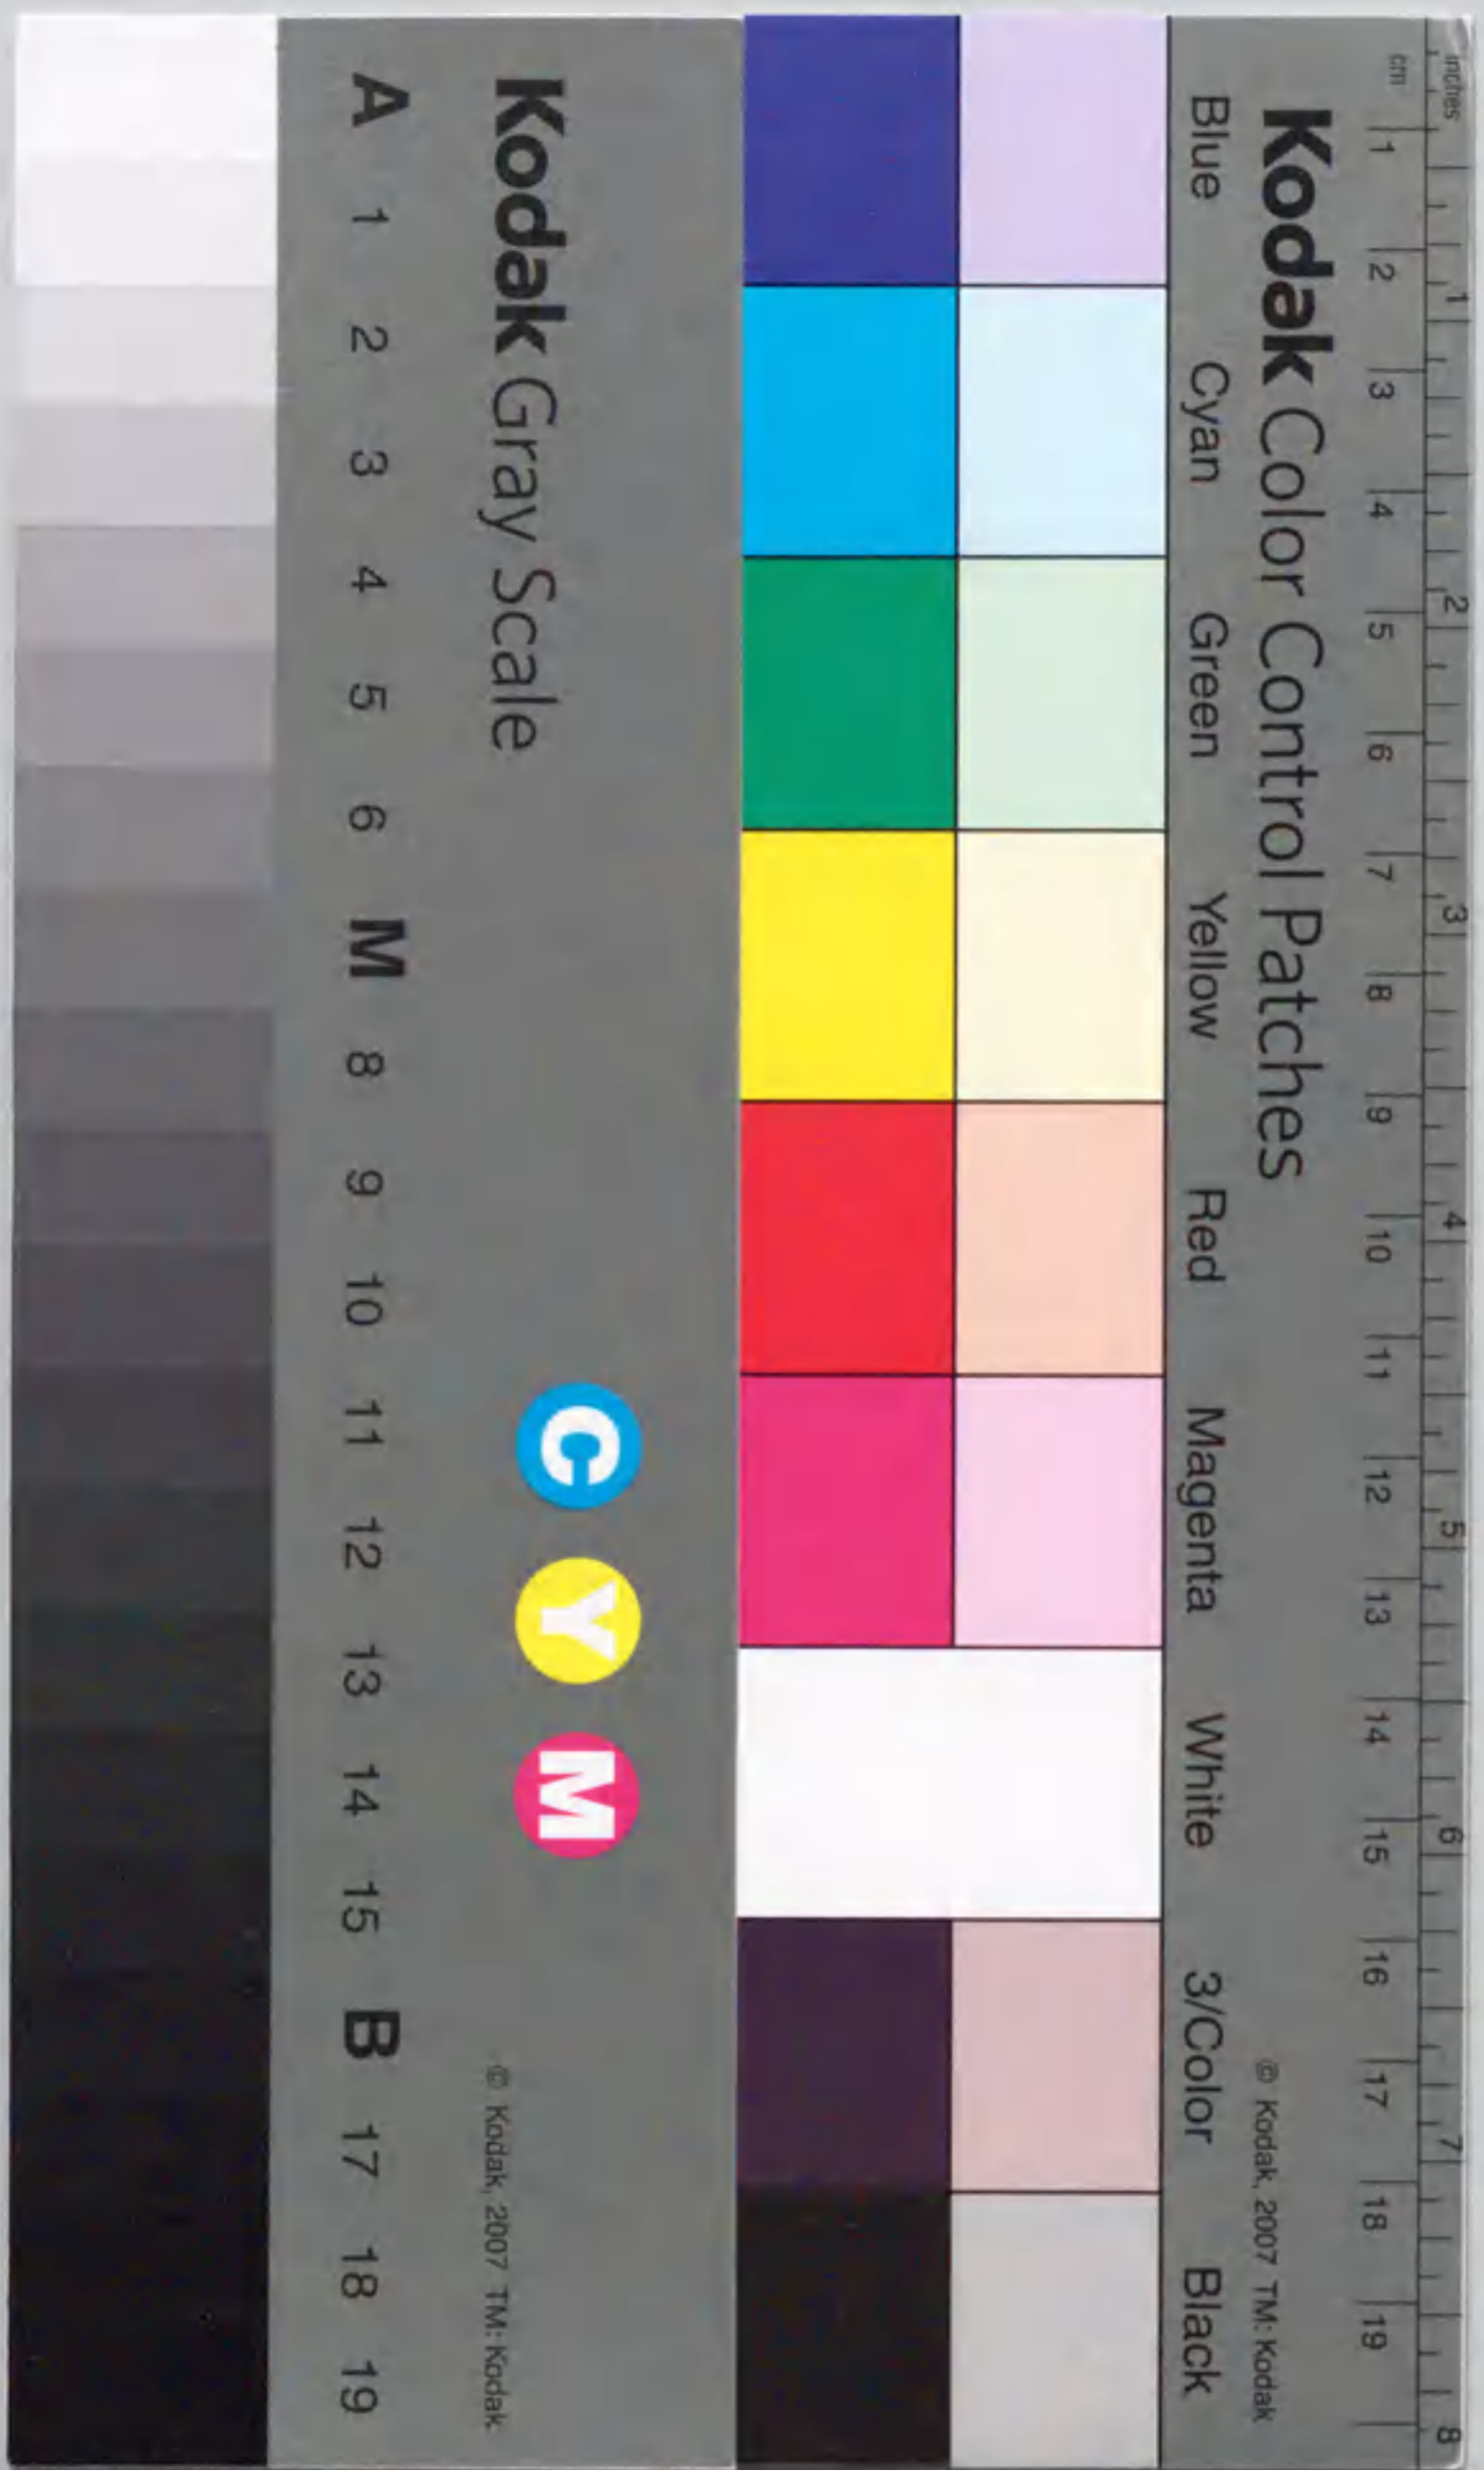 inches 1 2 3 4 5 6 7 8
cm 1 2 3 4 5 6 7 8 9 10 11 12 13 14 15 16 17 18 19
Kodak Color Control Patches © Kodak, 2007 TM: Kodak
Blue Cyan Green Yellow Red Magenta White 3/Color Black
C Y M
Kodak Gray Scale © Kodak, 2007 TM: Kodak
A 1 2 3 4 5 6 M 8 9 10 11 12 13 14 15 B 17 18 19